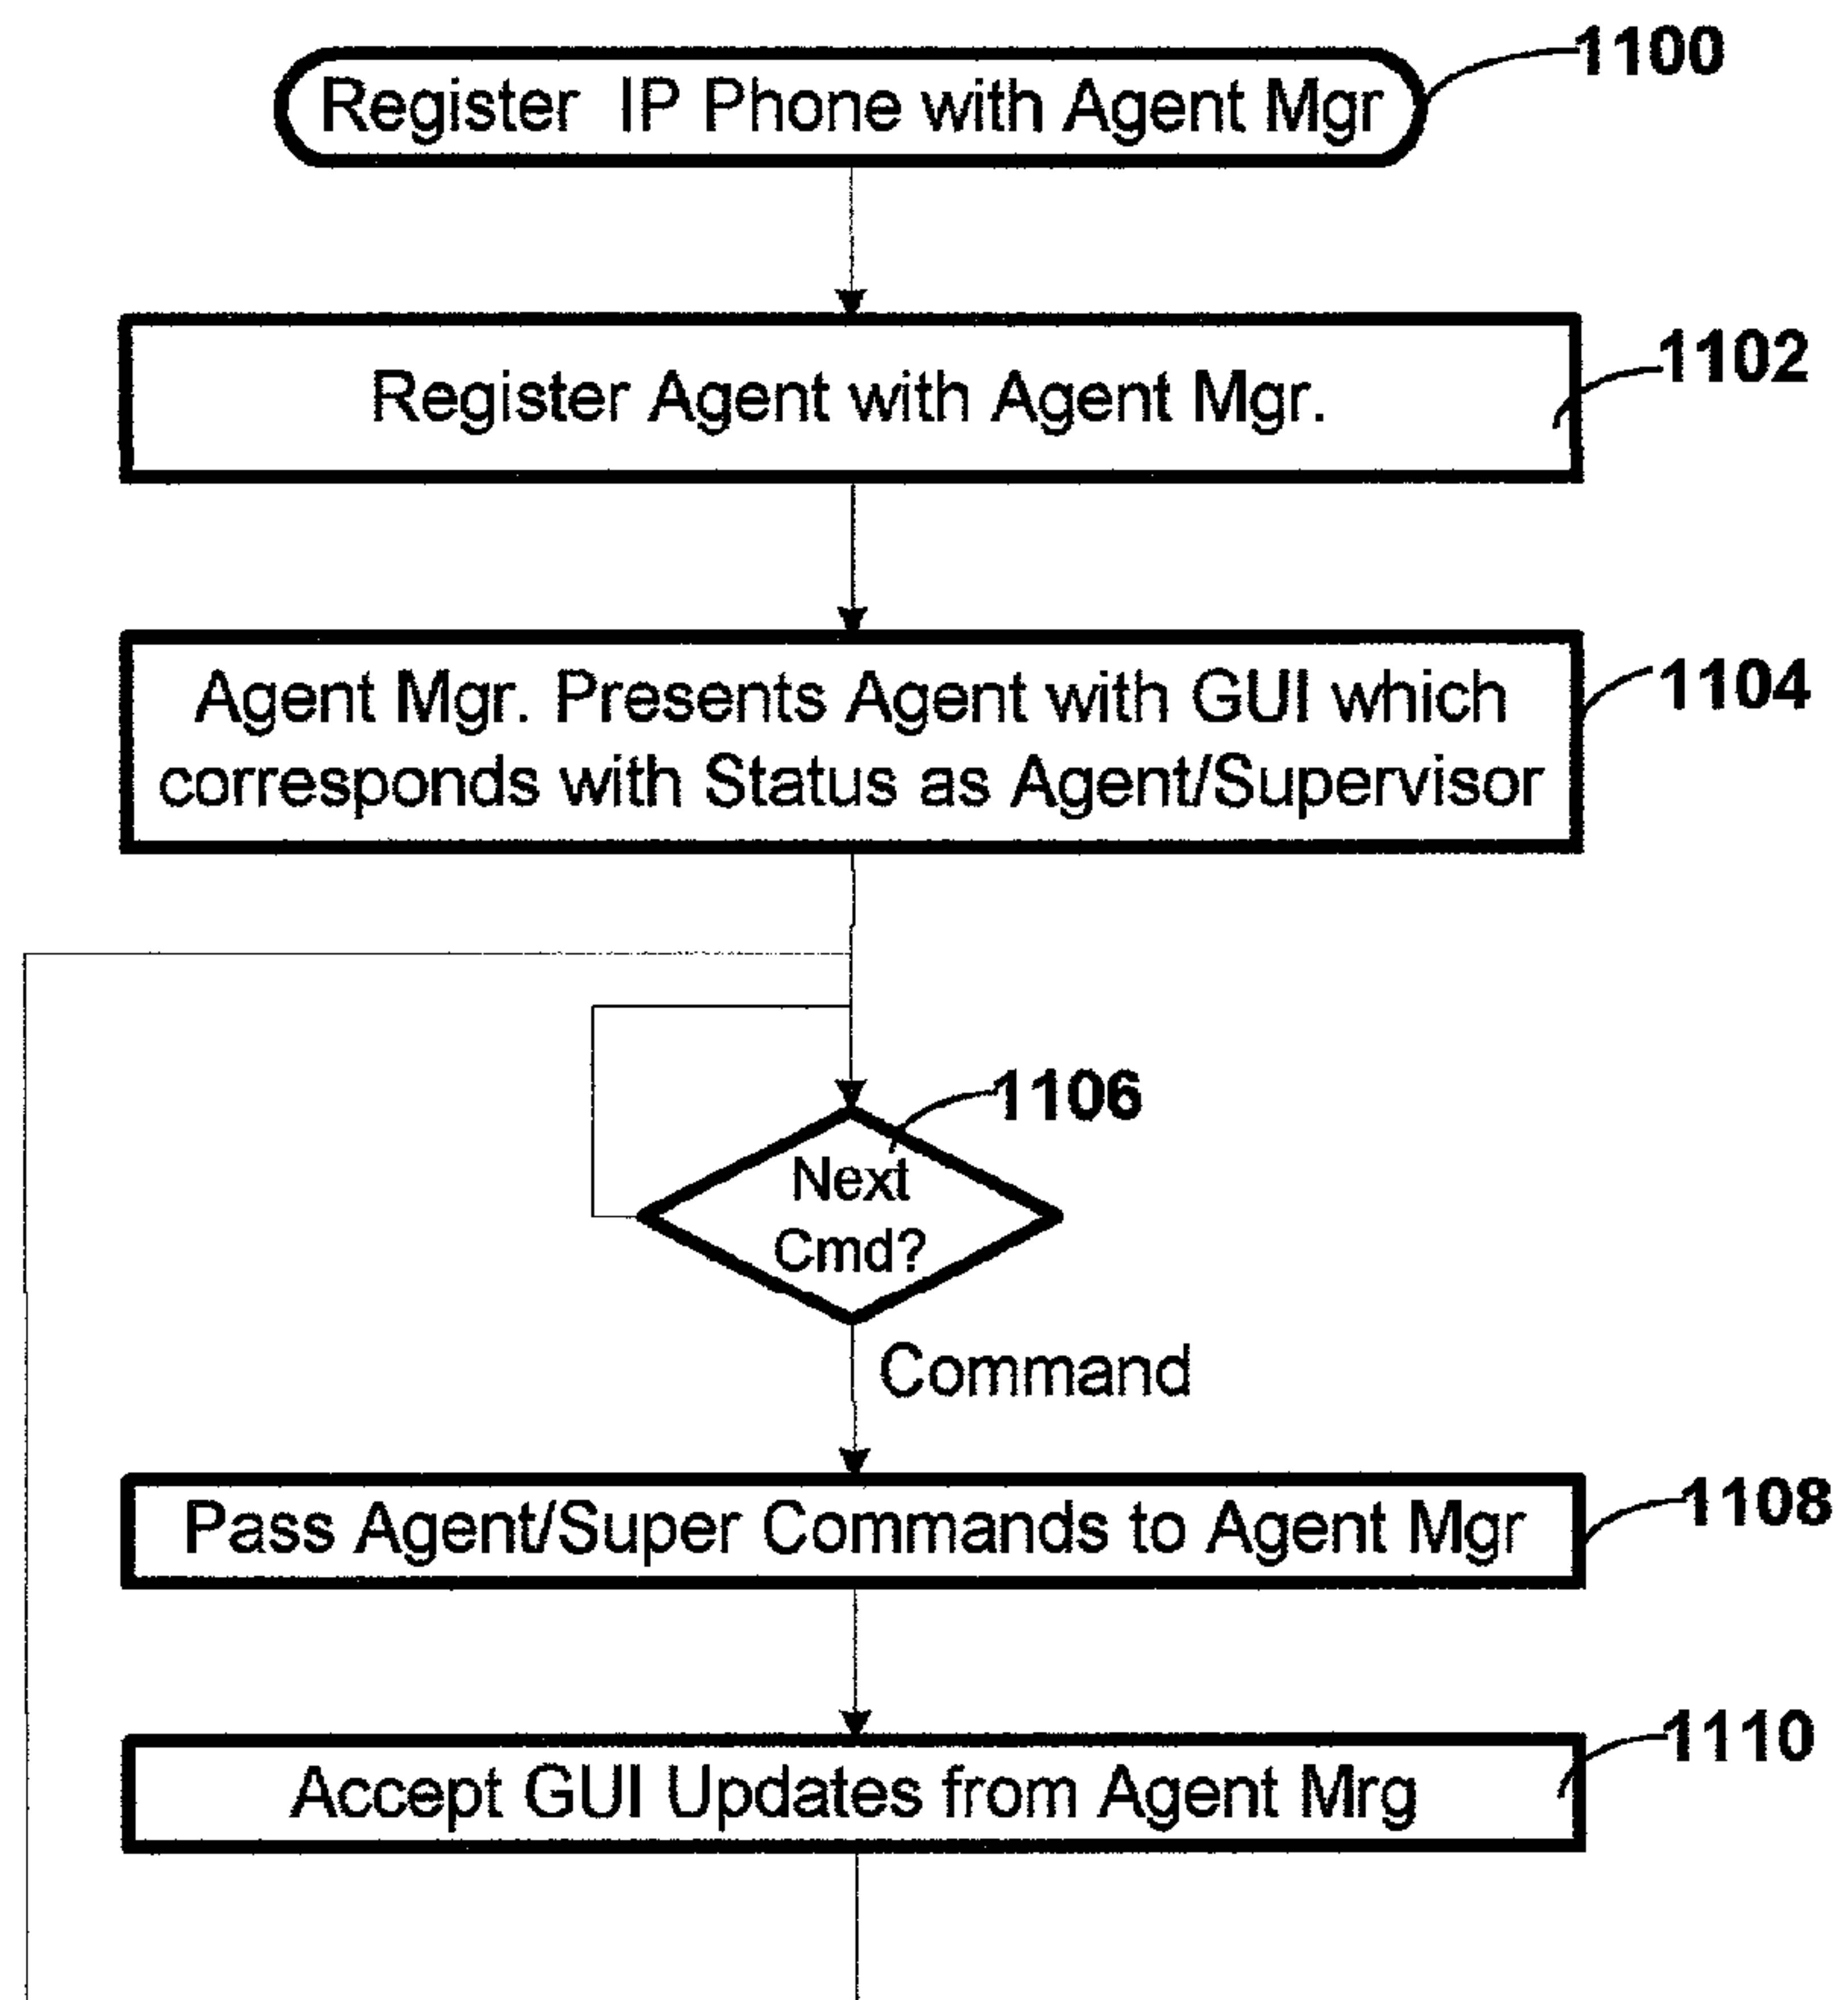 1100
Register IP Phone with Agent Mgr
1102
Register Agent with Agent Mgr.
1104
Agent Mgr. Presents Agent with GUI which
corresponds with Status as Agent/Supervisor
1106
Next
Cmd?
Command
1108
Pass Agent/Super Commands to Agent Mgr
1110
Accept GUI Updates from Agent Mrg